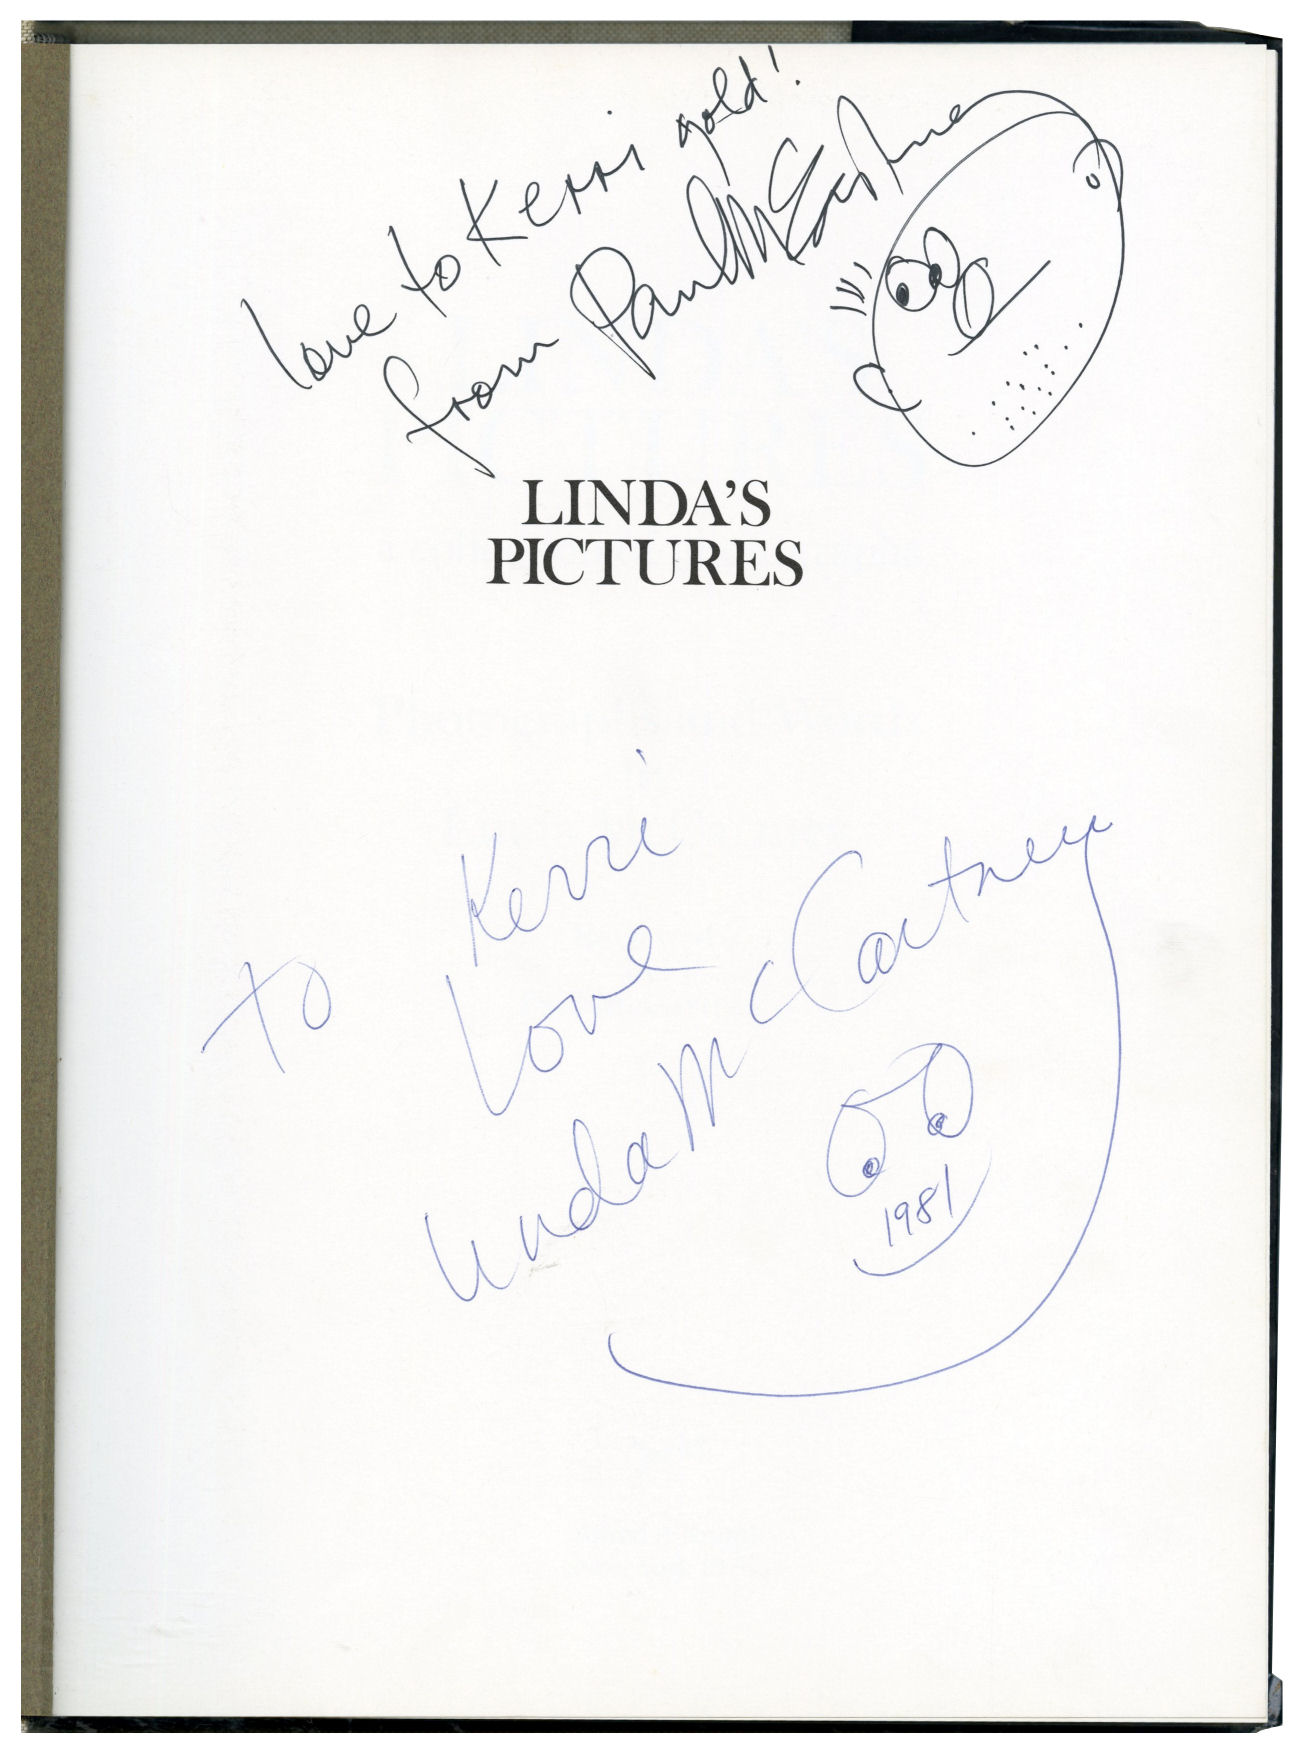 love to Kerri gold!
from Paul McCartney
LINDA'S
PICTURES
to Kerri
Love
Linda McCartney
1981